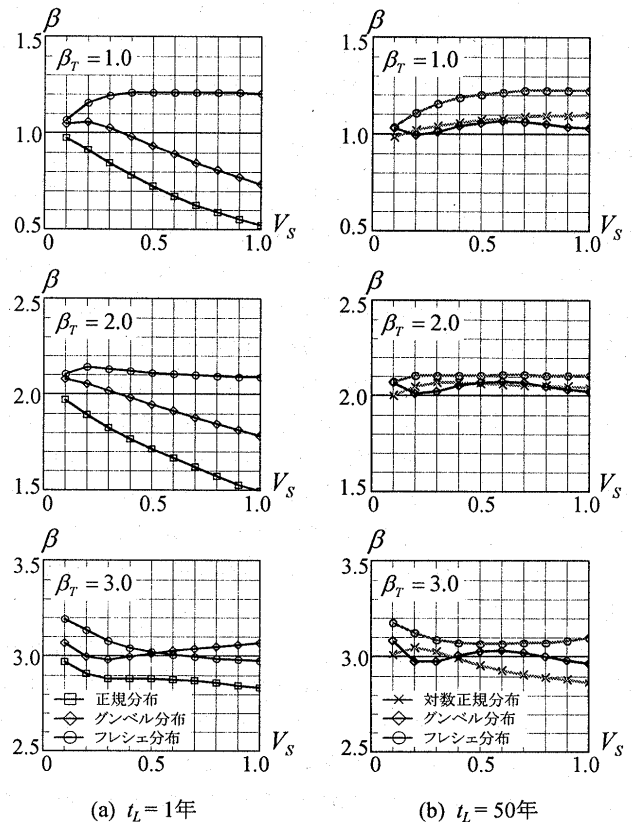 β
1.5
β_T = 1.0
1.0
0.5
0
0.5
1.0
V_S
β
1.5
β_T = 1.0
1.0
0.5
0
0.5
1.0
V_S
β
2.5
β_T = 2.0
2.0
1.5
0
0.5
1.0
V_S
β
2.5
β_T = 2.0
2.0
1.5
0
0.5
1.0
V_S
β
3.5
β_T = 3.0
3.0
正規分布
グンベル分布
フレシェ分布
2.5
0
0.5
1.0
V_S
β
3.5
β_T = 3.0
3.0
対数正規分布
グンベル分布
フレシェ分布
2.5
0
0.5
1.0
V_S
(a) t_L = 1年
(b) t_L = 50年